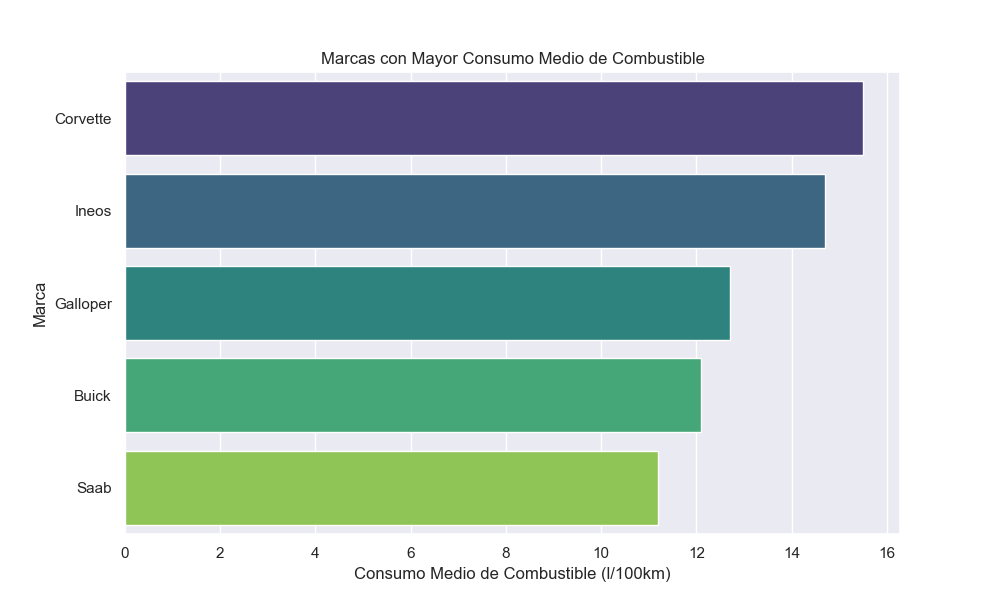 Marcas con Mayor Consumo Medio de Combustible
Marca
Corvette
Ineos
Galloper
Buick
Saab
0 2 4 6 8 10 12 14 16
Consumo Medio de Combustible (l/100km)